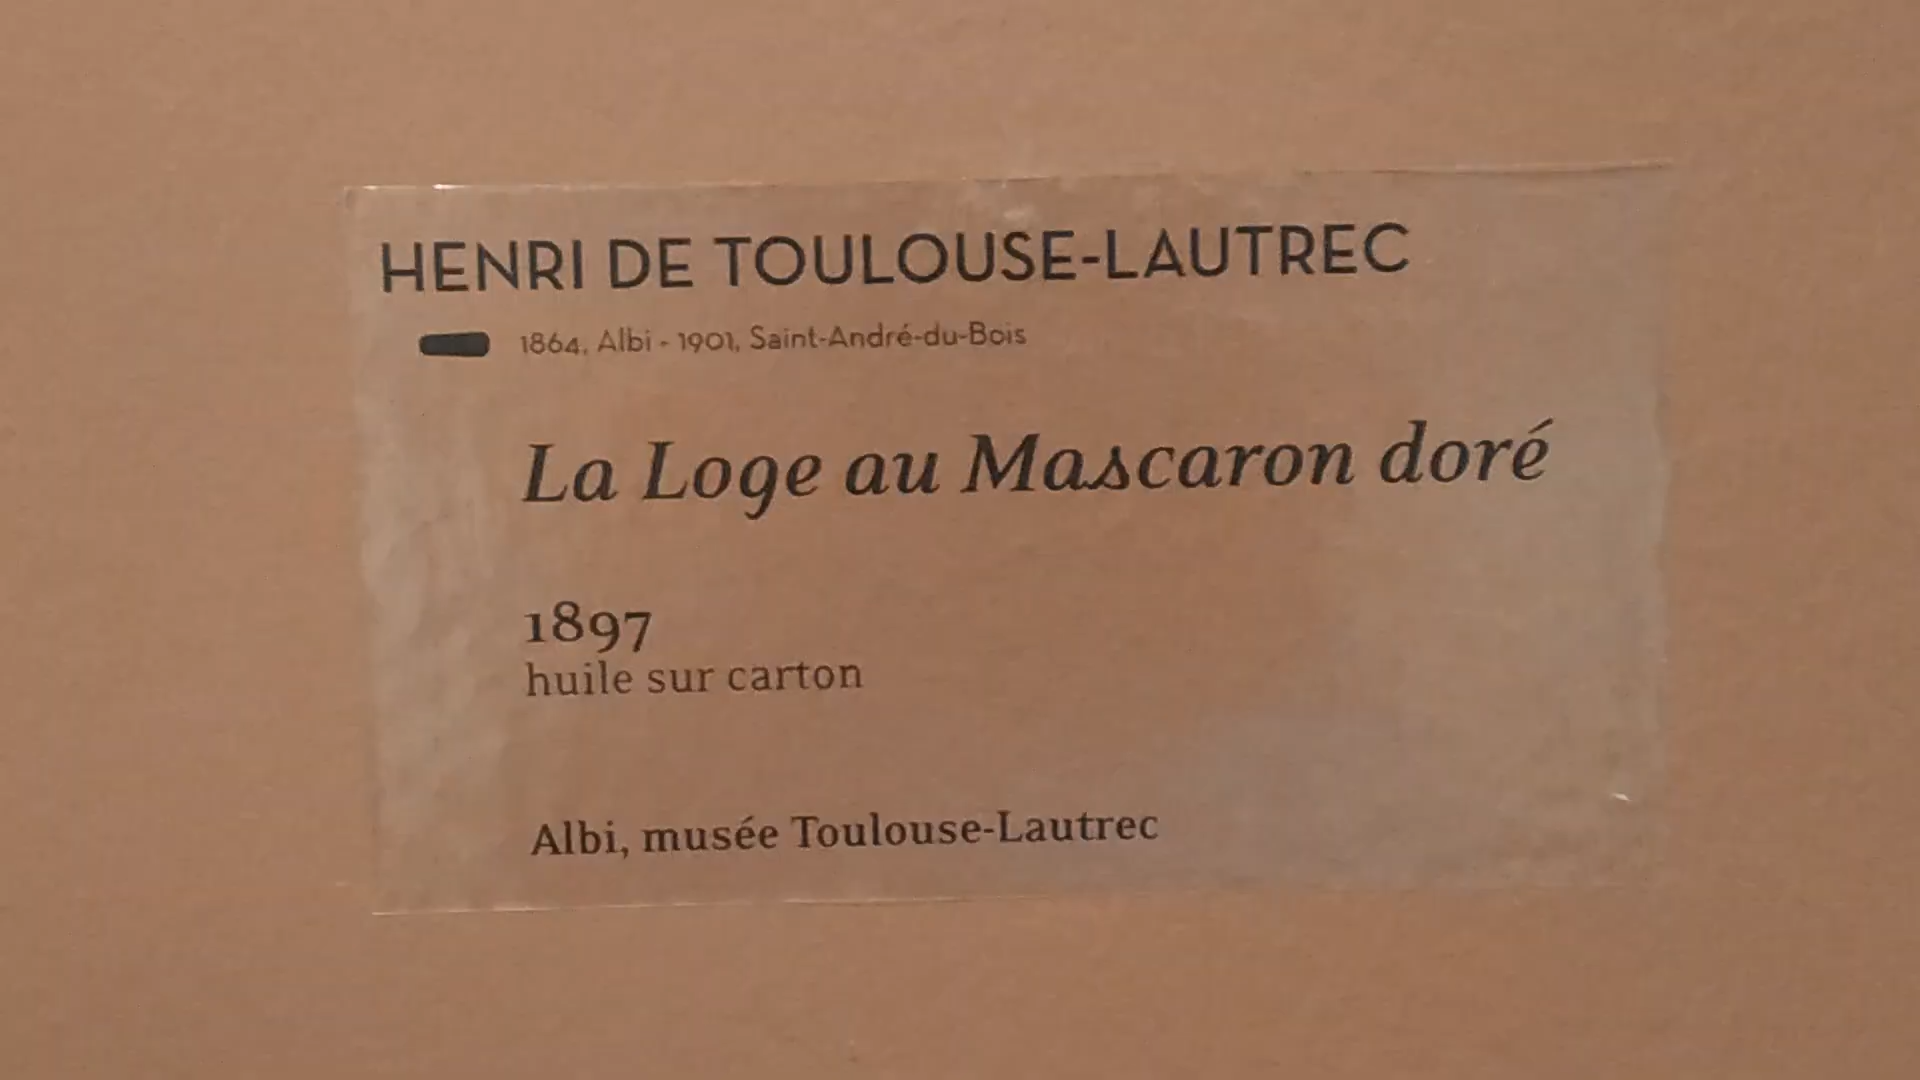 HENRI DE TOULOUSE-LAUTREC
1864, Albi - 1901, Saint-André-du-Bois
La Loge au Mascaron doré
1897
huile sur carton
Albi, musée Toulouse-Lautrec